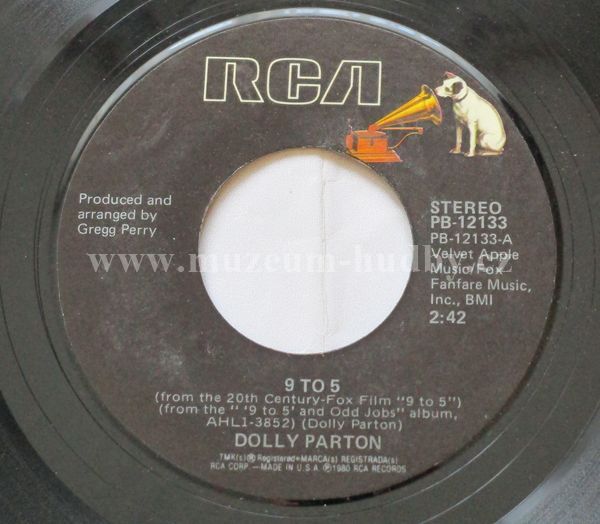 RCA
Produced and
arranged by
Gregg Perry
STEREO
PB-12133
PB-12133-A
Velvet Apple
Music/Fox
Fanfare Music,
Inc., BMI
2:42
www.muzeum-hudby.cz
9 TO 5
(from the 20th Century-Fox Film "9 to 5")
(from the " '9 to 5' and Odd Jobs" album,
AHL1-3852) (Dolly Parton)
DOLLY PARTON
TMK(s) ® Registered•MARCA(s) REGISTRADA(s)
RCA CORP.—MADE IN U.S.A. ℗1980 RCA RECORDS